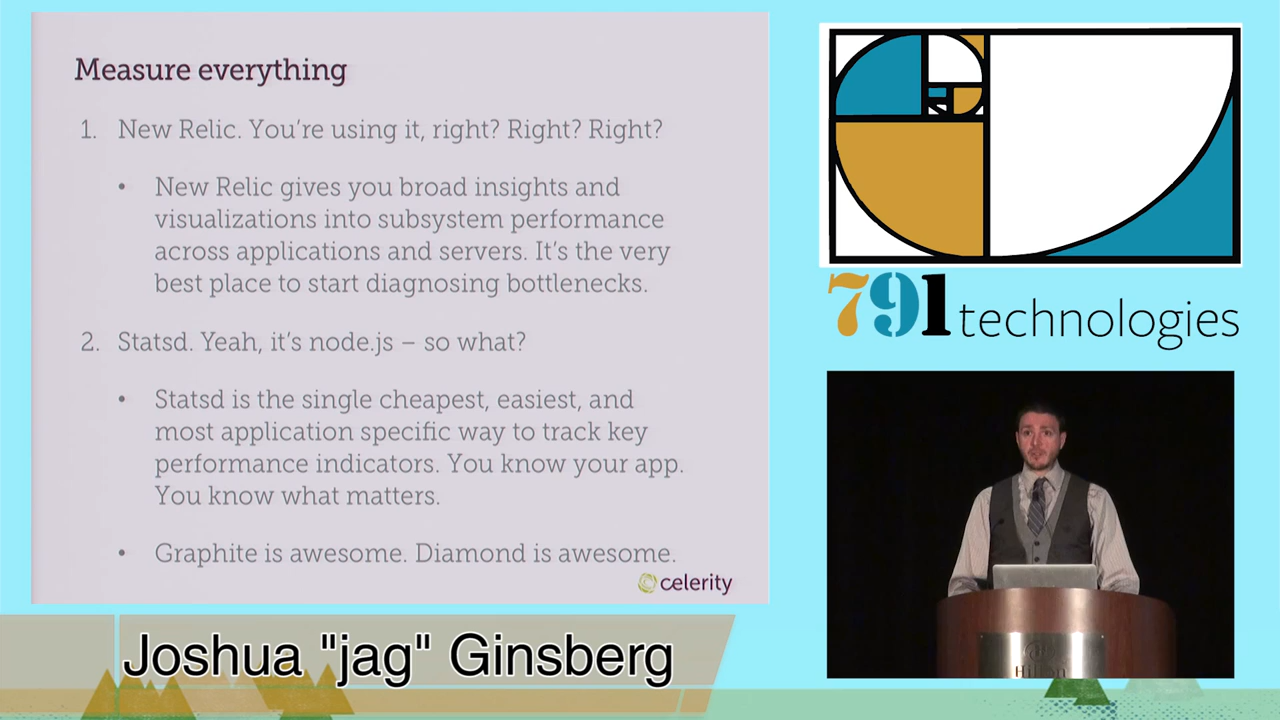 Measure everything
1. New Relic. You're using it, right? Right? Right?
• New Relic gives you broad insights and
visualizations into subsystem performance
across applications and servers. It's the very
best place to start diagnosing bottlenecks.
2. Statsd. Yeah, it's node.js – so what?
• Statsd is the single cheapest, easiest, and
most application specific way to track key
performance indicators. You know your app.
You know what matters.
• Graphite is awesome. Diamond is awesome.
celerity
791 technologies
Hilton
Joshua "jag" Ginsberg